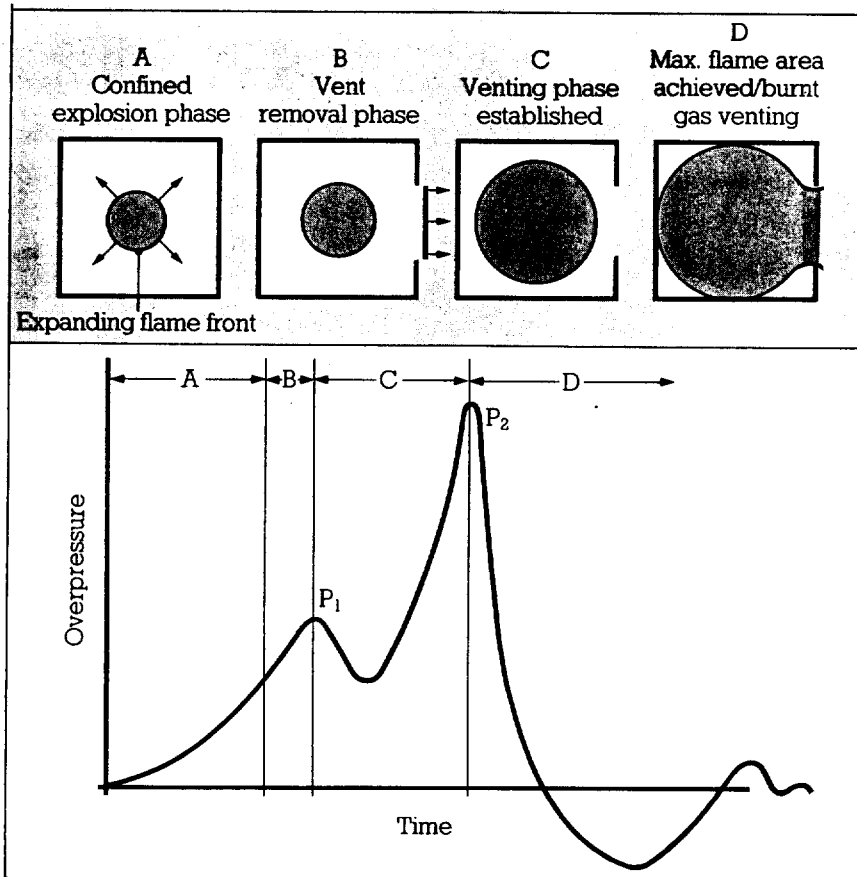 A
Confined
explosion phase
B
Vent
removal phase
C
Venting phase
established
D
Max. flame area
achieved/burnt
gas venting
Expanding flame front
A
B
C
D
P₂
P₁
Overpressure
Time